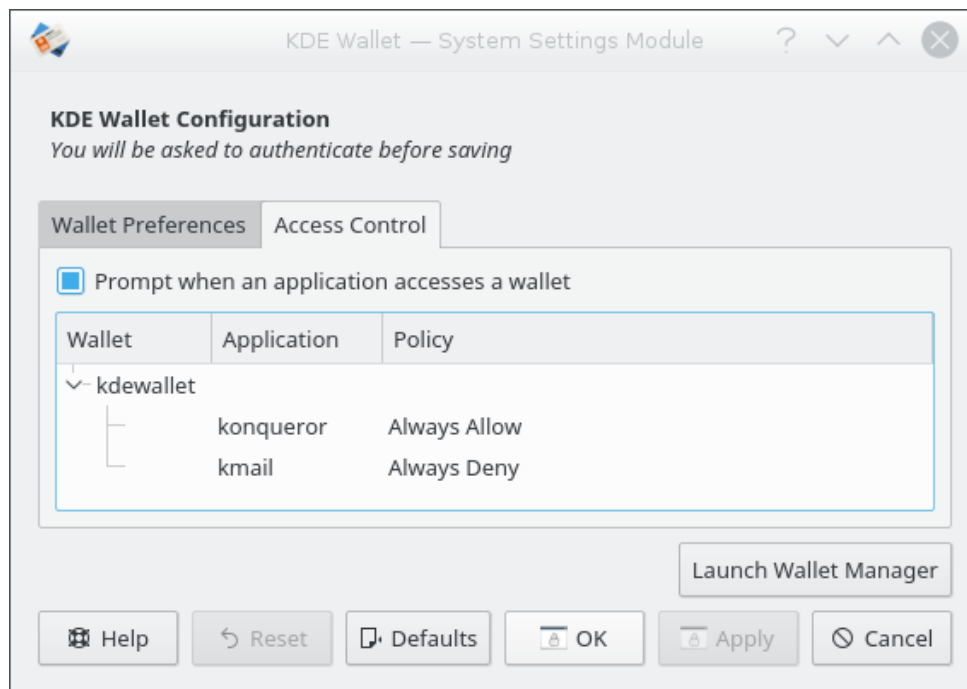 KDE Wallet — System Settings Module
KDE Wallet Configuration
You will be asked to authenticate before saving
Wallet Preferences Access Control
Prompt when an application accesses a wallet
Wallet Application Policy
kdewallet
konqueror Always Allow
kmail Always Deny
Launch Wallet Manager
Help Reset Defaults OK Apply Cancel